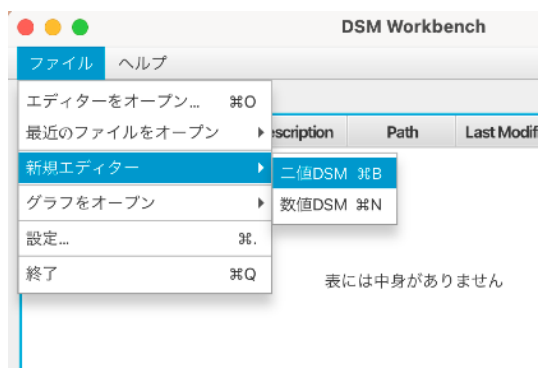 DSM Workbench
ファイル ヘルプ
エディターをオープン... ⌘O
最近のファイルをオープン
scription Path Last Modif
新規エディター
二値DSM ⌘B
グラフをオープン
数値DSM ⌘N
設定... ⌘.
終了 ⌘Q
表には中身がありません